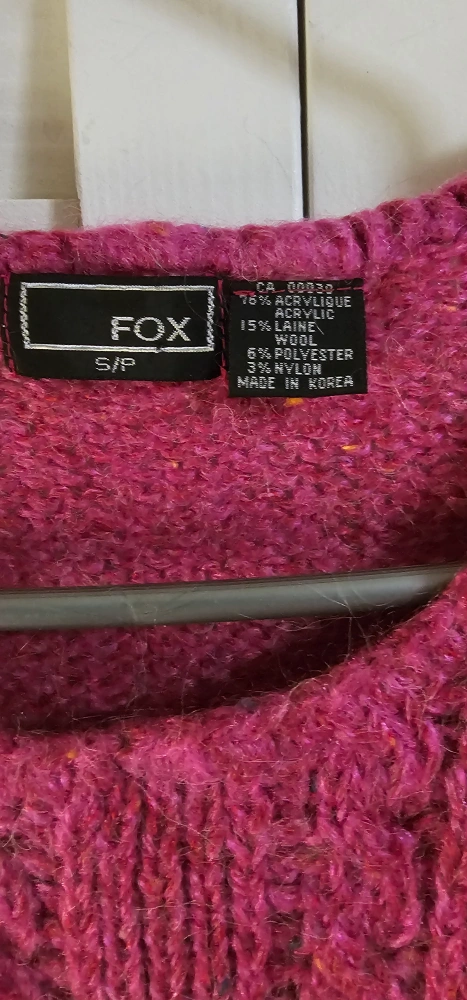 FOX
S/P
CA 00030
76% ACRYLIQUE
ACRYLIC
15% LAINE
WOOL
6% POLYESTER
3% NYLON
MADE IN KOREA